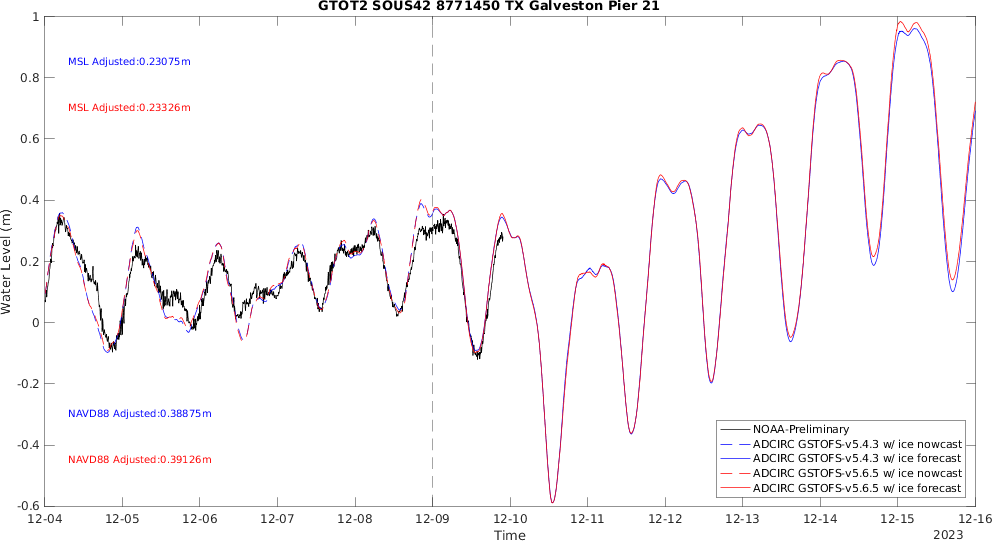 GTOT2 SOUS42 8771450 TX Galveston Pier 21
1
0.8
0.6
0.4
0.2
0
-0.2
-0.4
-0.6
Water Level (m)
MSL Adjusted:0.23075m
MSL Adjusted:0.23326m
NAVD88 Adjusted:0.38875m
NAVD88 Adjusted:0.39126m
NOAA-Preliminary
ADCIRC GSTOFS-v5.4.3 w/ ice nowcast
ADCIRC GSTOFS-v5.4.3 w/ ice forecast
ADCIRC GSTOFS-v5.6.5 w/ ice nowcast
ADCIRC GSTOFS-v5.6.5 w/ ice forecast
12-04 12-05 12-06 12-07 12-08 12-09 12-10 12-11 12-12 12-13 12-14 12-15 12-16
Time
2023